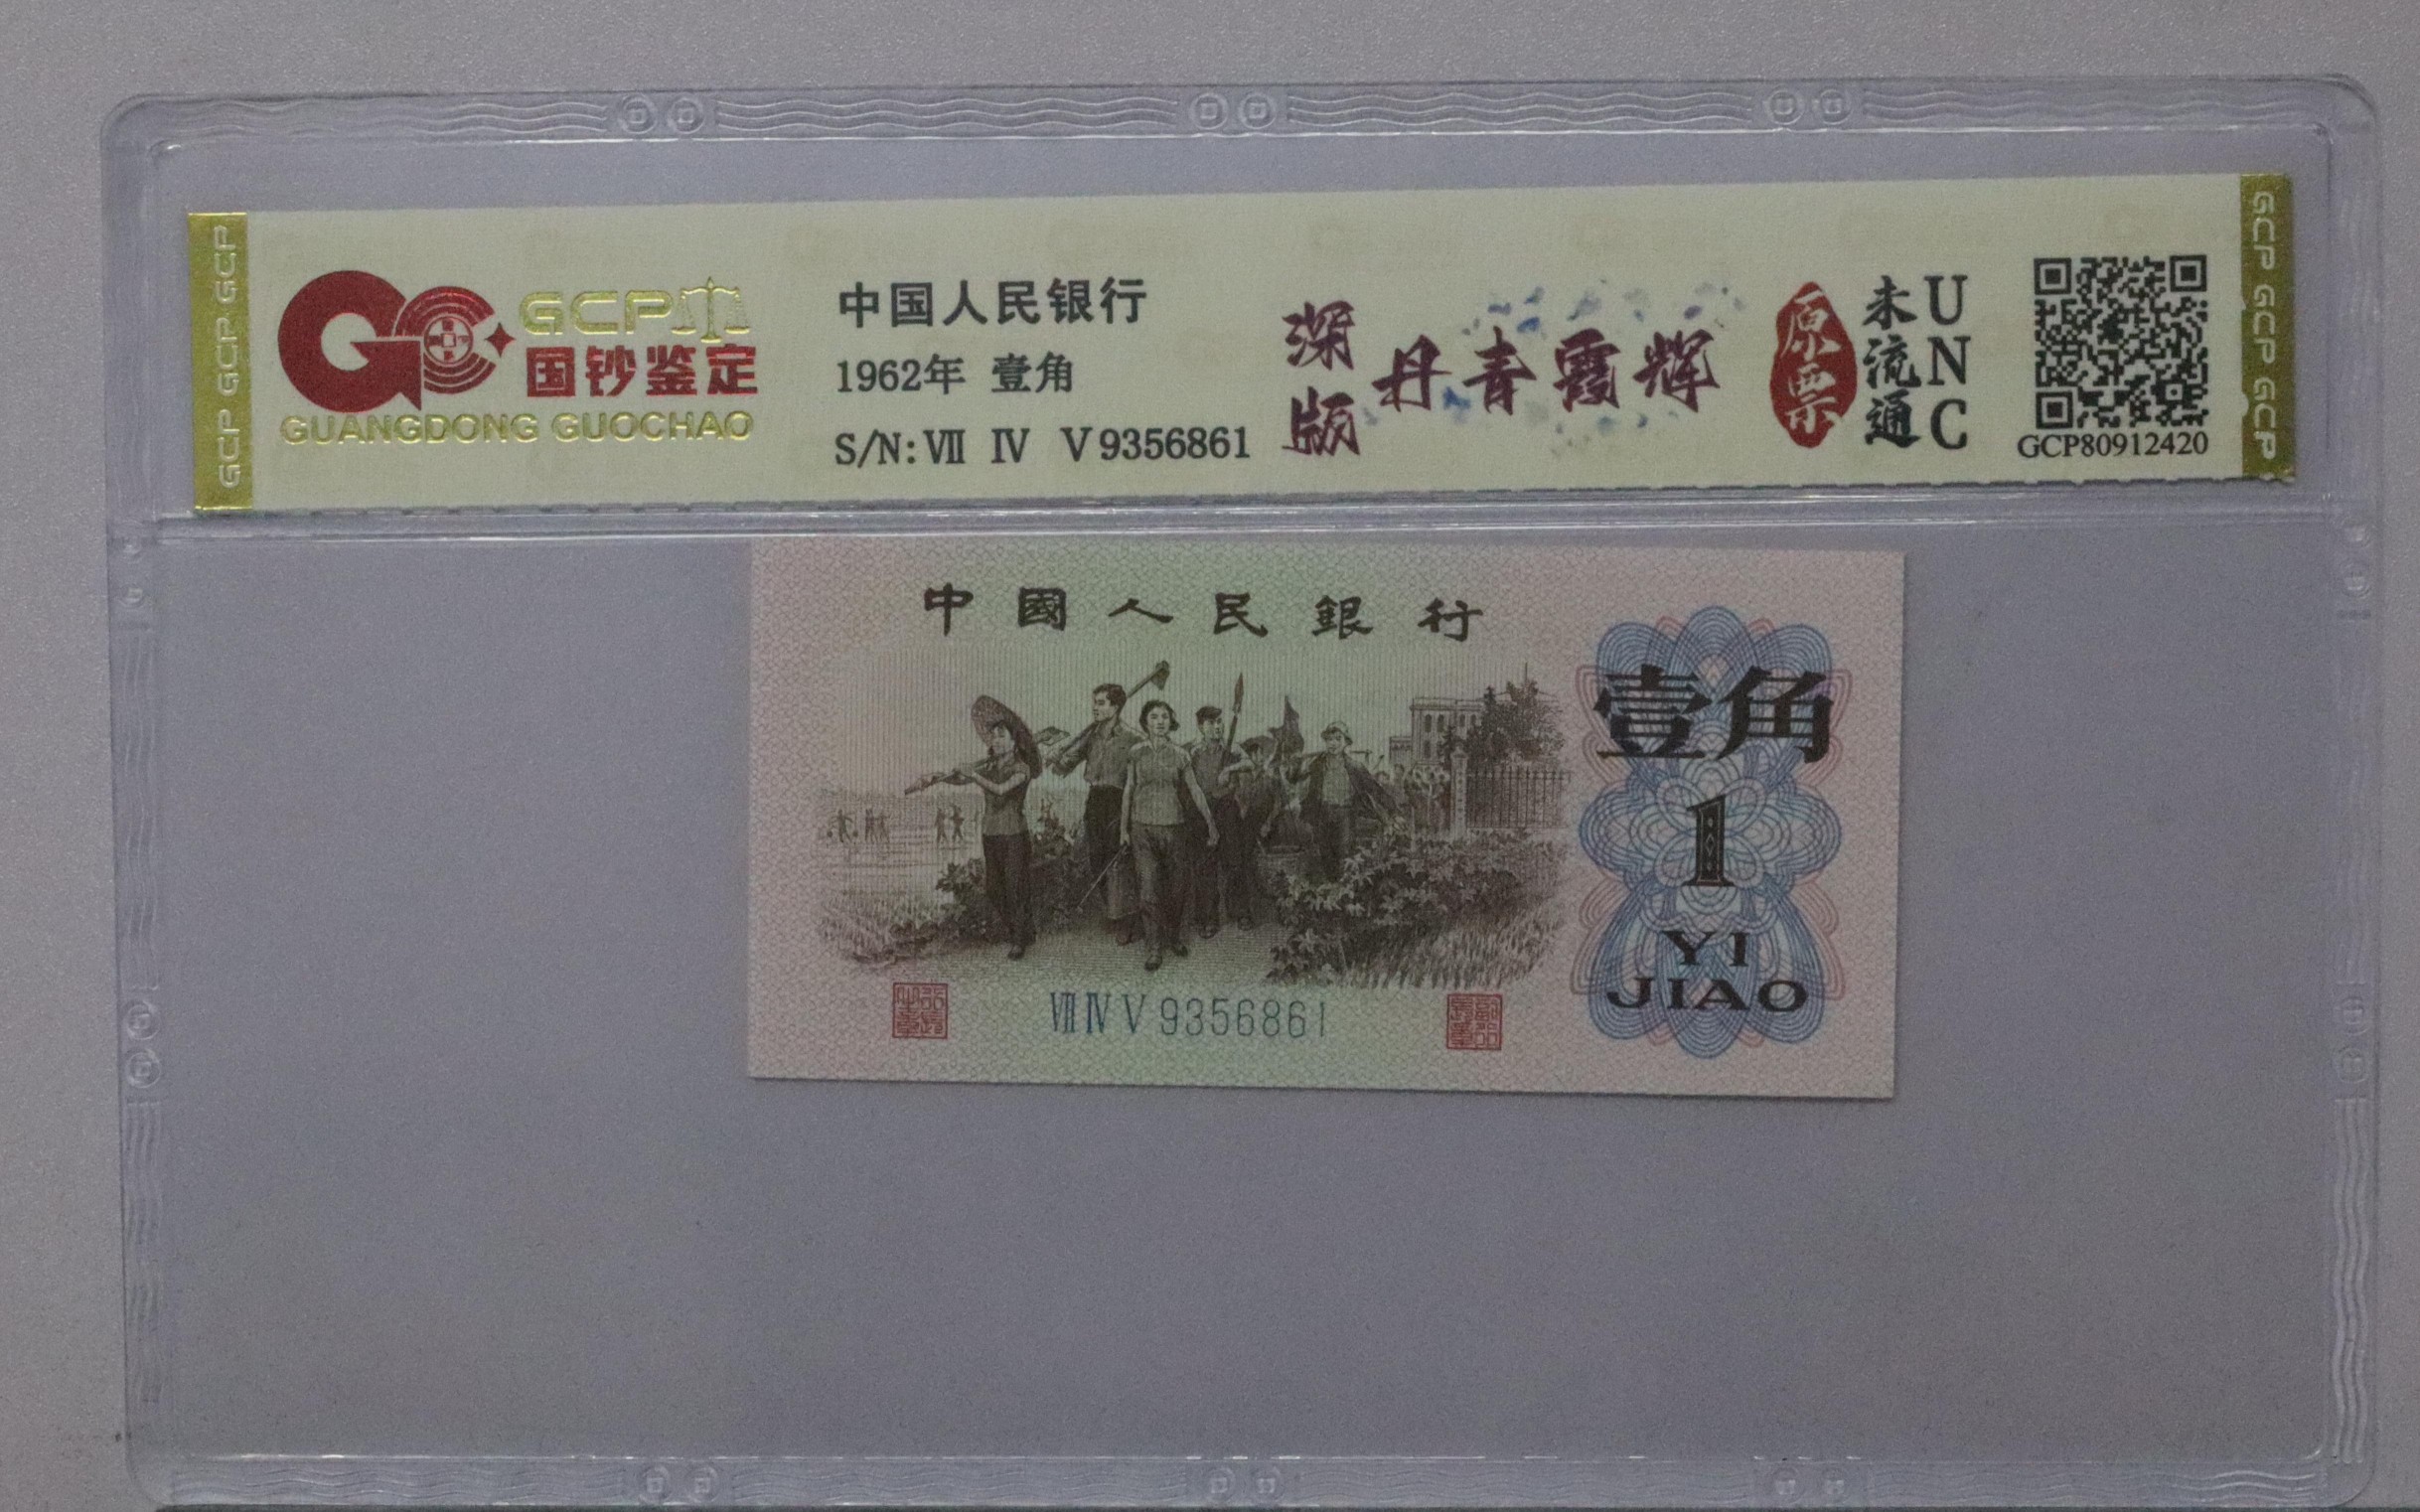 GCP GCP GCP
GCP
国钞鉴定
GUANGDONG GUOCHAO
中国人民银行
1962年 壹角
S/N: Ⅶ Ⅳ Ⅴ 9356861
深版
丹青霞辉
原票
未流通
UNC
GCP80912420
GCP GCP GCP
中國人民銀行
壹角
1
YI
JIAO
Ⅶ Ⅳ Ⅴ 9356861